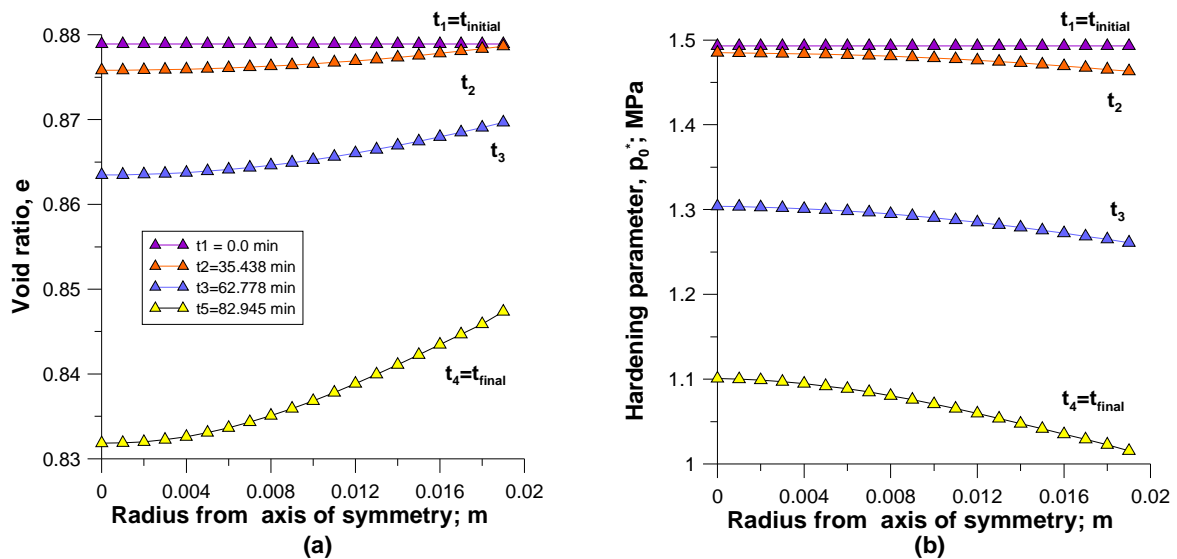 t1=tinitial
0.88
t2
0.87
t3
0.86
t1 = 0.0 min
t2=35.438 min
t3=62.778 min
t5=82.945 min
0.85
0.84
t4=tfinal
0.83
Void ratio, e
0 0.004 0.008 0.012 0.016 0.02
Radius from axis of symmetry; m
(a)
t1=tinitial
1.5
t2
1.4
1.3
t3
1.2
1.1
t4=tfinal
1
Hardening parameter, p0*; MPa
0 0.004 0.008 0.012 0.016 0.02
Radius from axis of symmetry; m
(b)